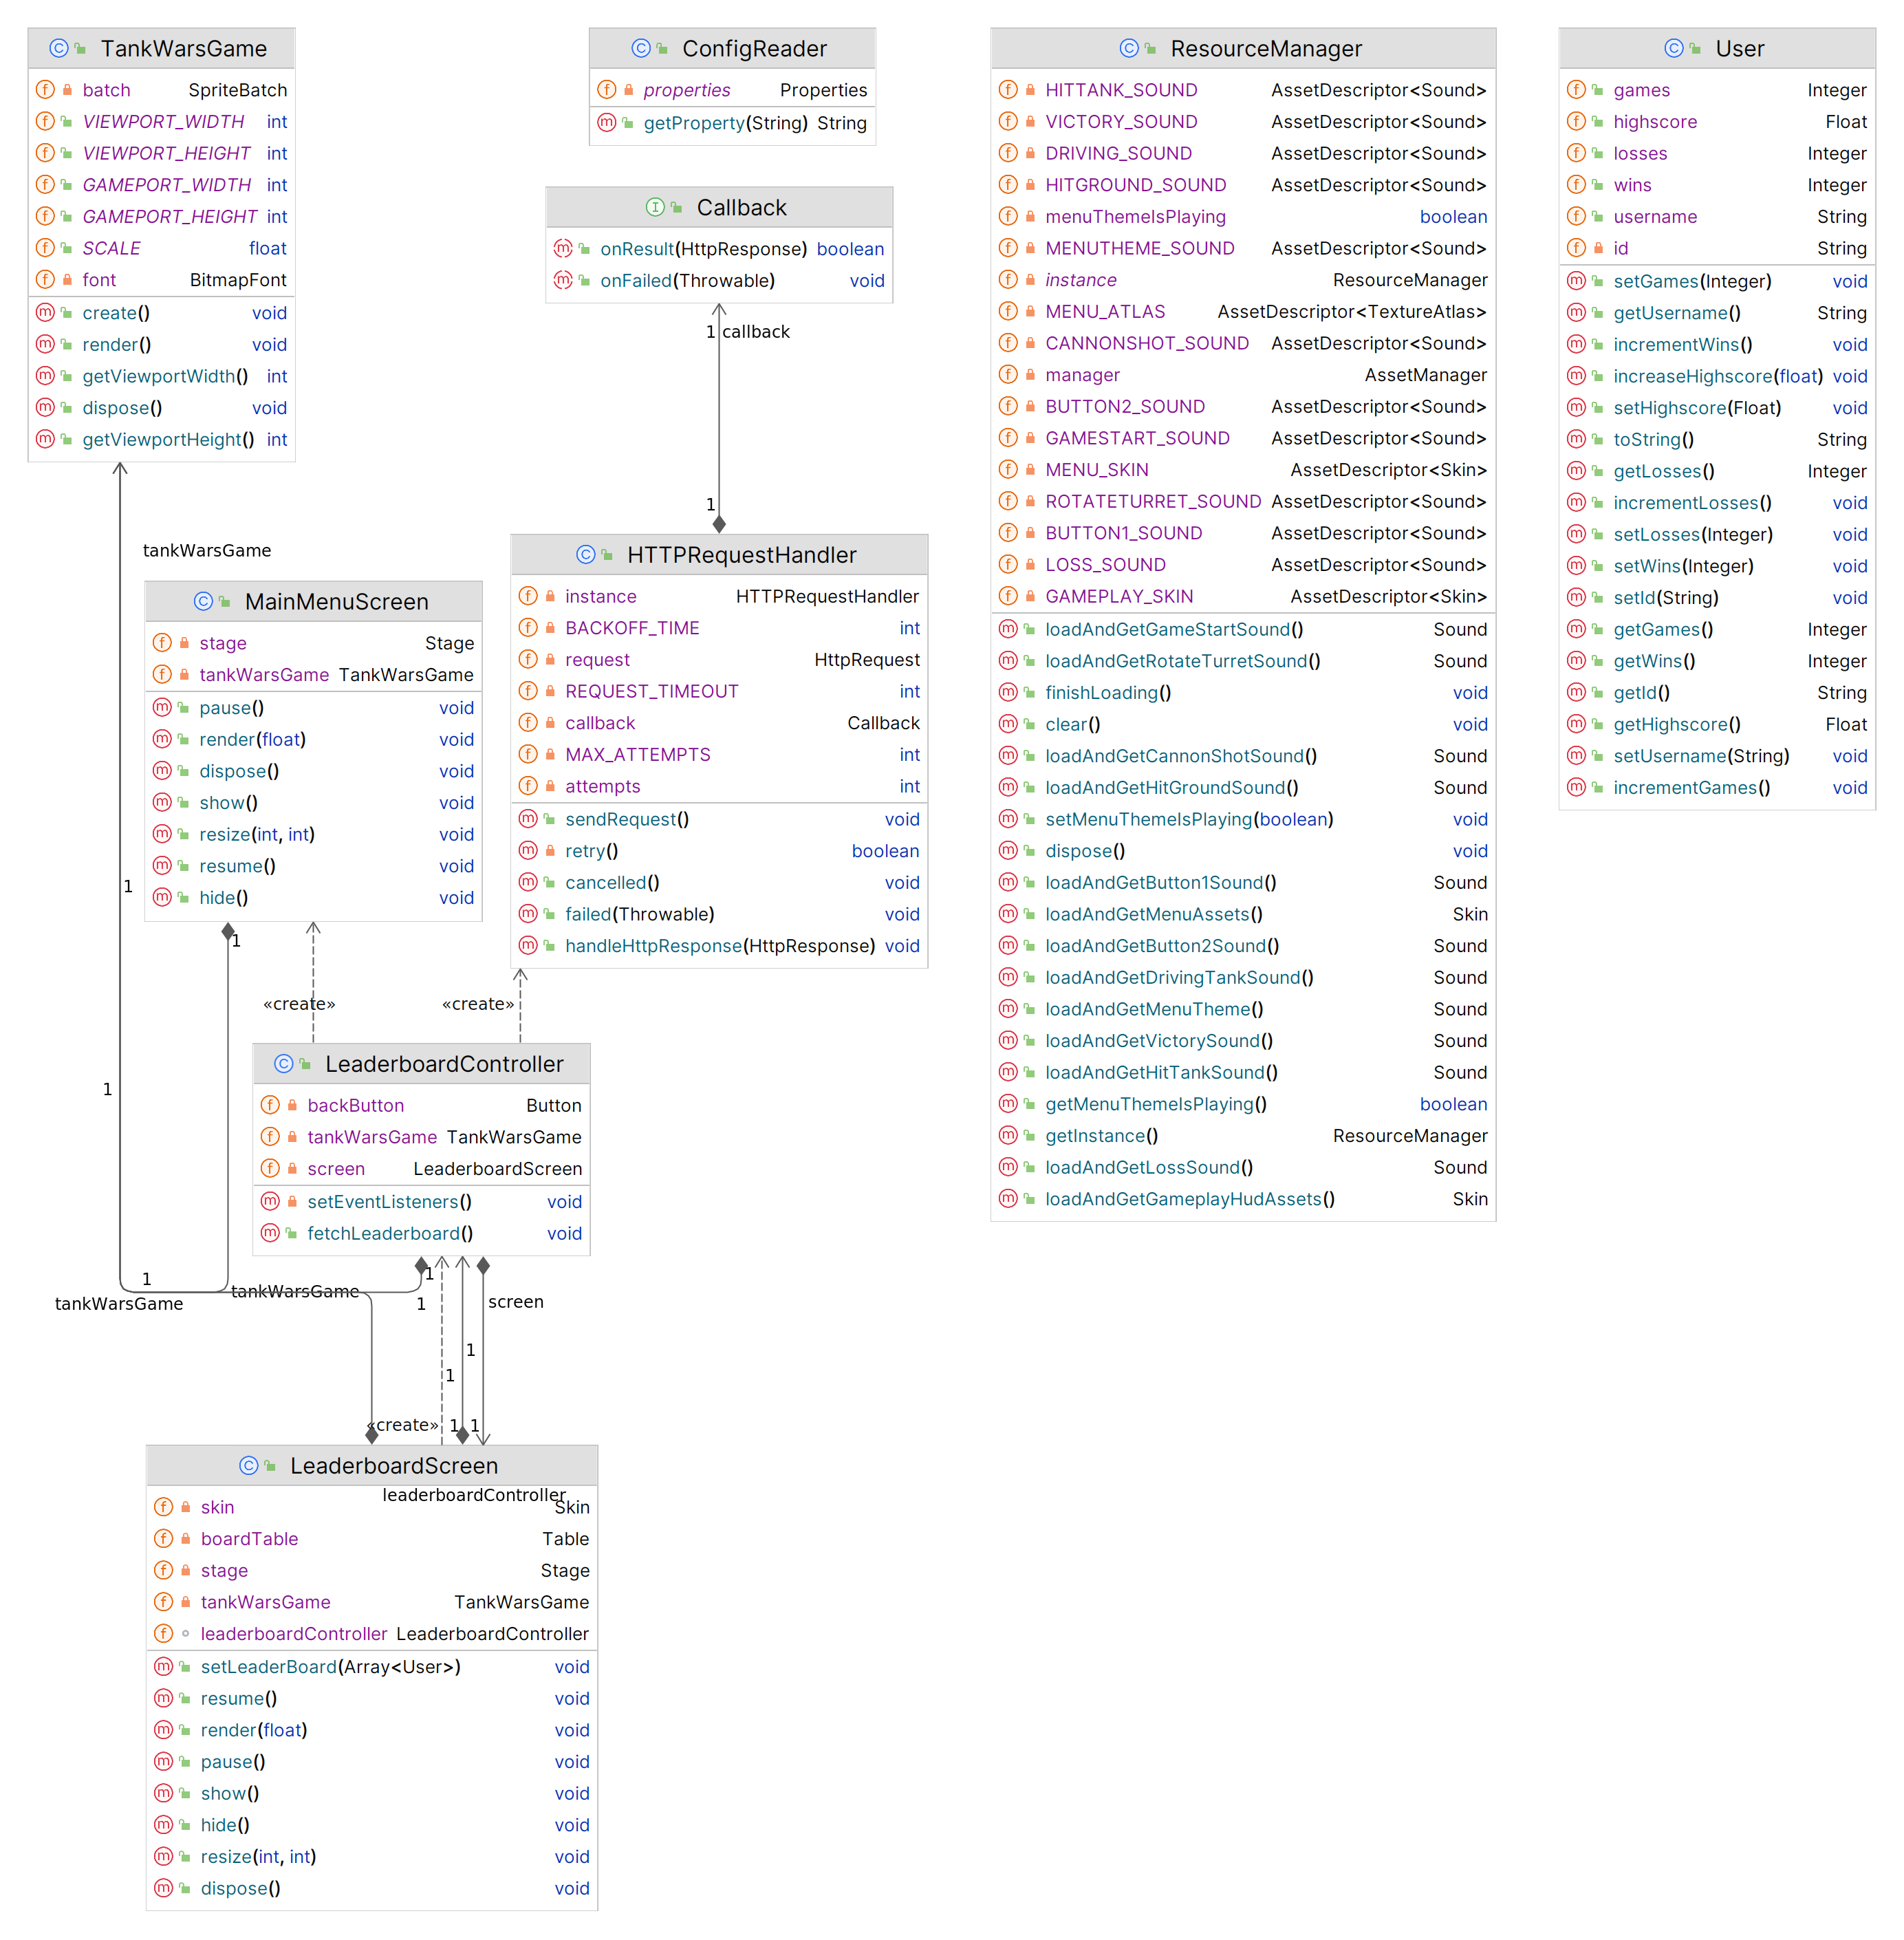 TankWarsGame
batch SpriteBatch
VIEWPORT_WIDTH int
VIEWPORT_HEIGHT int
GAMEPORT_WIDTH int
GAMEPORT_HEIGHT int
SCALE float
font BitmapFont
create() void
render() void
getViewportWidth() int
dispose() void
getViewportHeight() int
ConfigReader
properties Properties
getProperty(String) String
Callback
onResult(HttpResponse) boolean
onFailed(Throwable) void
1 callback
1
HTTPRequestHandler
instance HTTPRequestHandler
BACKOFF_TIME int
request HttpRequest
REQUEST_TIMEOUT int
callback Callback
MAX_ATTEMPTS int
attempts int
sendRequest() void
retry() boolean
cancelled() void
failed(Throwable) void
handleHttpResponse(HttpResponse) void
ResourceManager
HITTANK_SOUND AssetDescriptor<Sound>
VICTORY_SOUND AssetDescriptor<Sound>
DRIVING_SOUND AssetDescriptor<Sound>
HITGROUND_SOUND AssetDescriptor<Sound>
menuThemeIsPlaying boolean
MENUTHEME_SOUND AssetDescriptor<Sound>
instance ResourceManager
MENU_ATLAS AssetDescriptor<TextureAtlas>
CANNONSHOT_SOUND AssetDescriptor<Sound>
manager AssetManager
BUTTON2_SOUND AssetDescriptor<Sound>
GAMESTART_SOUND AssetDescriptor<Sound>
MENU_SKIN AssetDescriptor<Skin>
ROTATETURRET_SOUND AssetDescriptor<Sound>
BUTTON1_SOUND AssetDescriptor<Sound>
LOSS_SOUND AssetDescriptor<Sound>
GAMEPLAY_SKIN AssetDescriptor<Skin>
loadAndGetGameStartSound() Sound
loadAndGetRotateTurretSound() Sound
finishLoading() void
clear() void
loadAndGetCannonShotSound() Sound
loadAndGetHitGroundSound() Sound
setMenuThemeIsPlaying(boolean) void
dispose() void
loadAndGetButton1Sound() Sound
loadAndGetMenuAssets() Skin
loadAndGetButton2Sound() Sound
loadAndGetDrivingTankSound() Sound
loadAndGetMenuTheme() Sound
loadAndGetVictorySound() Sound
loadAndGetHitTankSound() Sound
getMenuThemeIsPlaying() boolean
getInstance() ResourceManager
loadAndGetLossSound() Sound
loadAndGetGameplayHudAssets() Skin
User
games Integer
highscore Float
losses Integer
wins Integer
username String
id String
setGames(Integer) void
getUsername() String
incrementWins() void
increaseHighscore(float) void
setHighscore(Float) void
toString() String
getLosses() Integer
incrementLosses() void
setLosses(Integer) void
setWins(Integer) void
setId(String) void
getGames() Integer
getWins() Integer
getId() String
getHighscore() Float
setUsername(String) void
incrementGames() void
tankWarsGame
MainMenuScreen
stage Stage
tankWarsGame TankWarsGame
pause() void
render(float) void
dispose() void
show() void
resize(int, int) void
resume() void
hide() void
1
1
«create»
«create»
1
LeaderboardController
backButton Button
tankWarsGame TankWarsGame
screen LeaderboardScreen
setEventListeners() void
fetchLeaderboard() void
1
1
tankWarsGame
tankWarsGame
1
screen
1
1
«create»
1
1
LeaderboardScreen
leaderboardController
skin Skin
boardTable Table
stage Stage
tankWarsGame TankWarsGame
leaderboardController LeaderboardController
setLeaderBoard(Array<User>) void
resume() void
render(float) void
pause() void
show() void
hide() void
resize(int, int) void
dispose() void